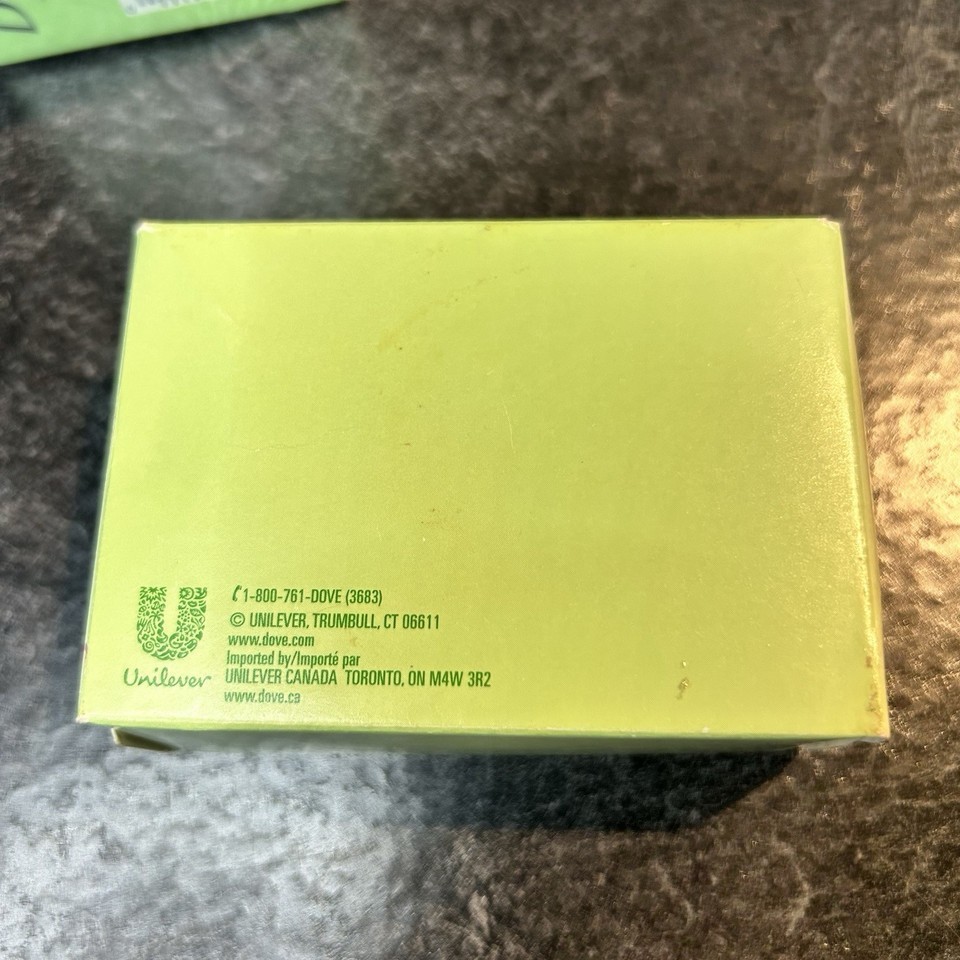 1-800-761-DOVE (3683)
© UNILEVER, TRUMBULL, CT 06611
www.dove.com
Imported by/Importé par
UNILEVER CANADA TORONTO, ON M4W 3R2
www.dove.ca
Unilever